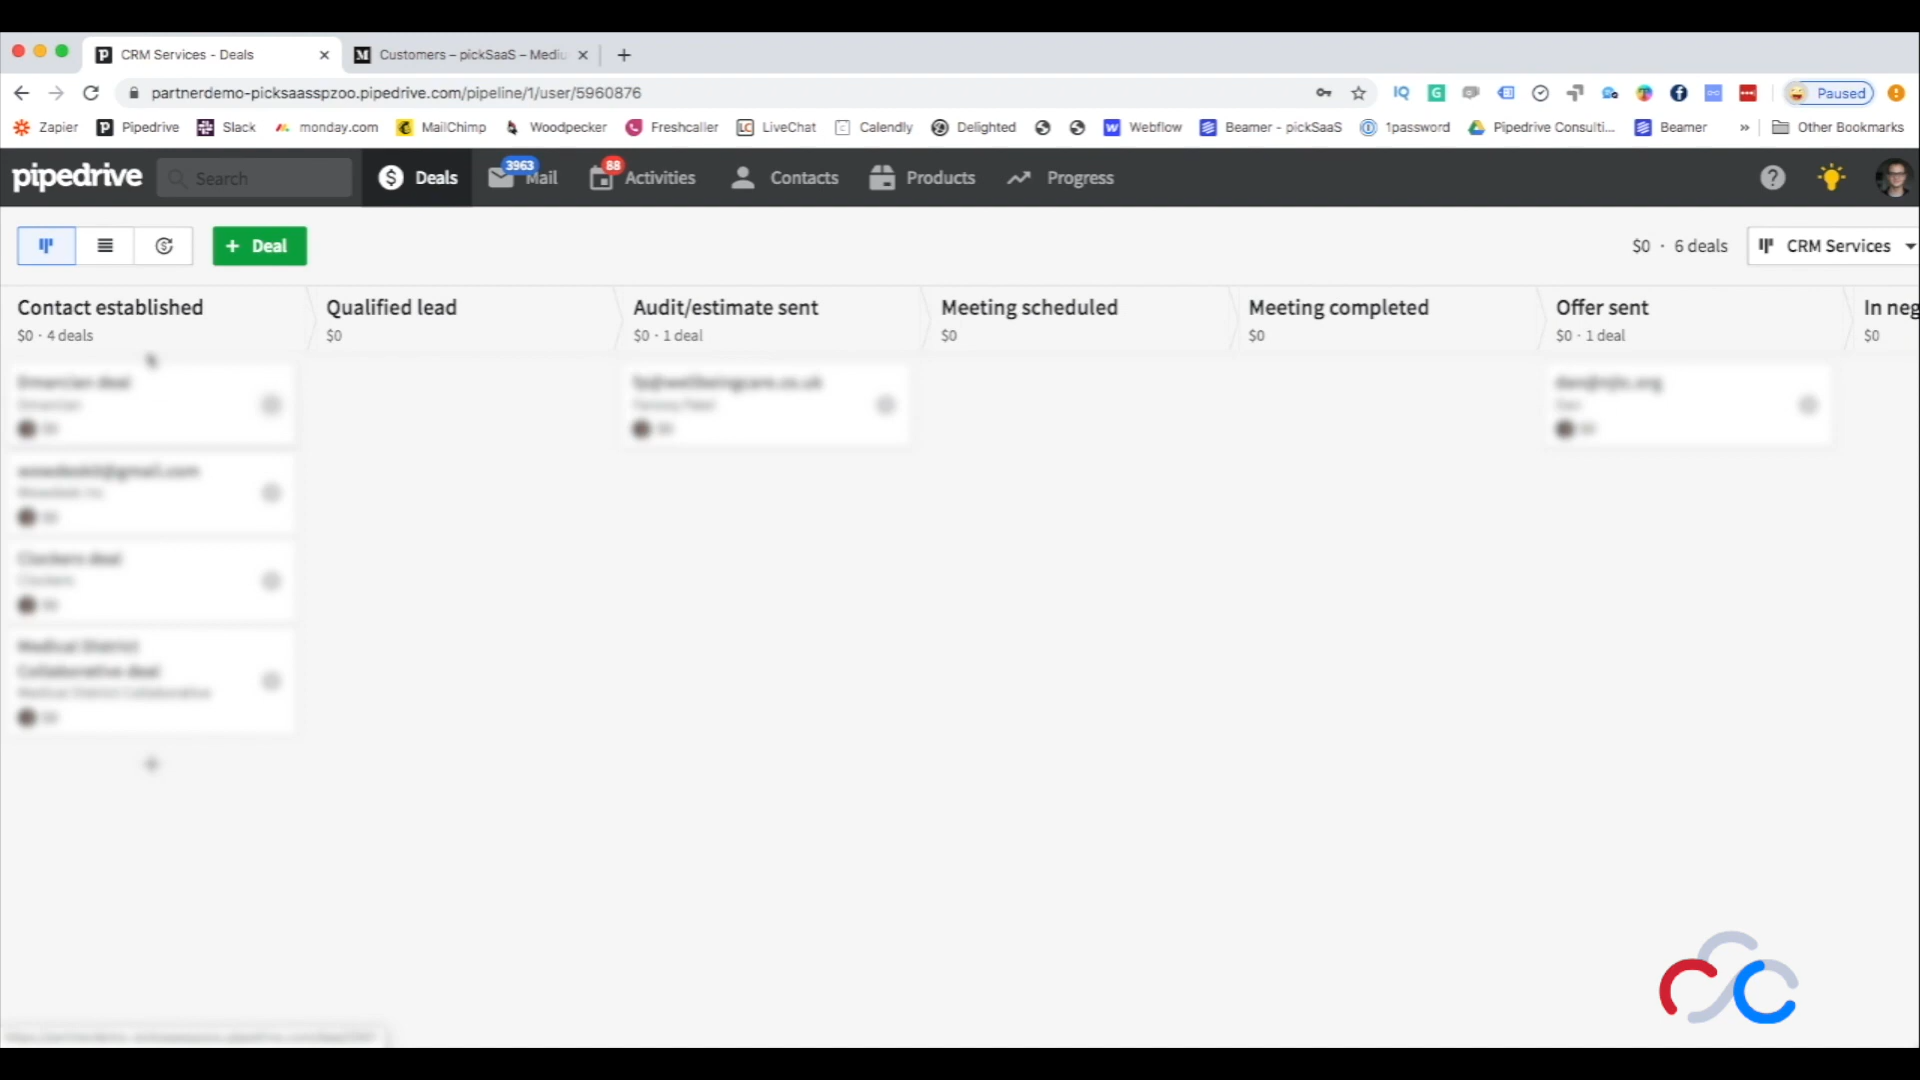 CRM Services - Deals
M Customers – pickSaaS – Mediu
partnerdemo-picksaasspzoo.pipedrive.com/pipeline/1/user/5960876
IQ G Paused
Zapier Pipedrive Slack monday.com MailChimp Woodpecker Freshcaller LC LiveChat Calendly Delighted W Webflow Beamer - pickSaaS 1password Pipedrive Consulti... Beamer » Other Bookmarks
pipedrive Search Deals 3963 Mail 88 Activities Contacts Products Progress
+ Deal $0 · 6 deals CRM Services
Contact established
$0 · 4 deals
Qualified lead
$0
Audit/estimate sent
$0 · 1 deal
Meeting scheduled
$0
Meeting completed
$0
Offer sent
$0 · 1 deal
In neg
$0